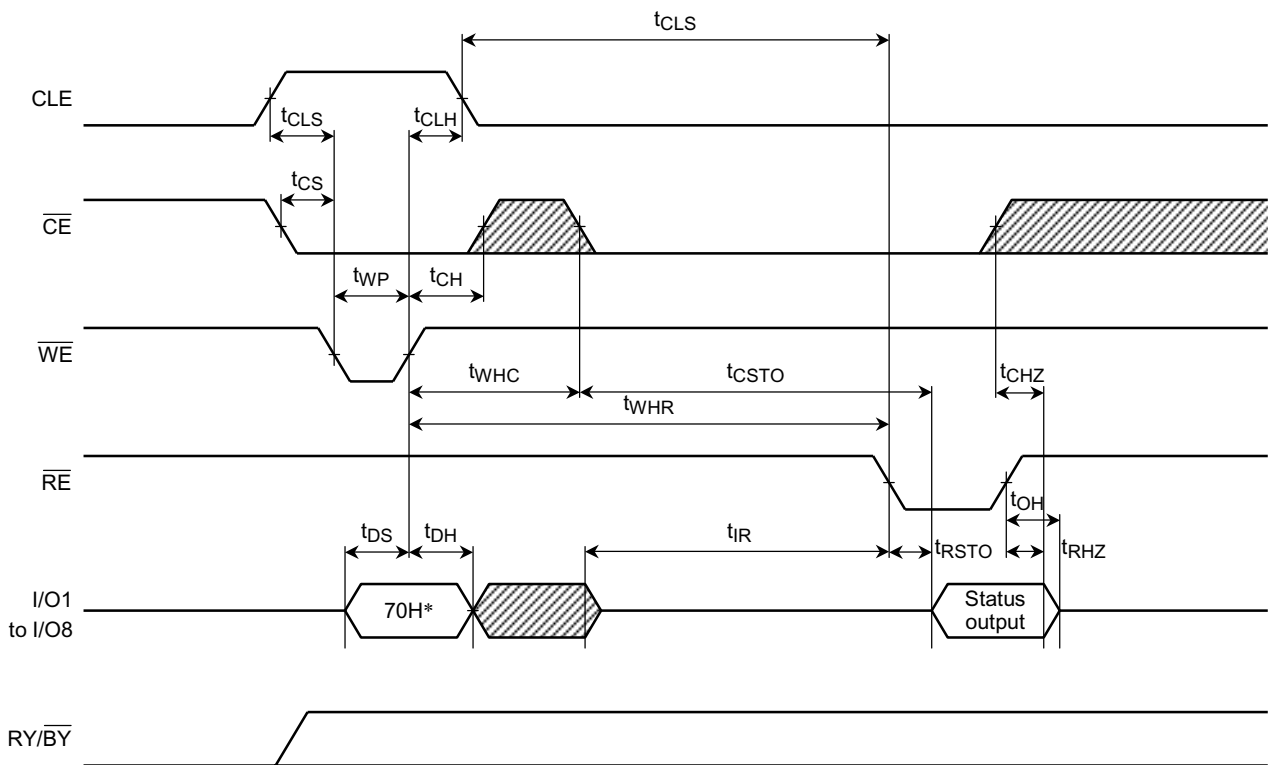 tCLS
CLE
tCLS
tCLH
tCS
CE
tWP
tCH
WE
tWHC
tCSTO
tCHZ
tWHR
RE
tOH
tDS
tDH
tIR
tRSTO
tRHZ
I/O1
to I/O8
70H*
Status
output
RY/BY